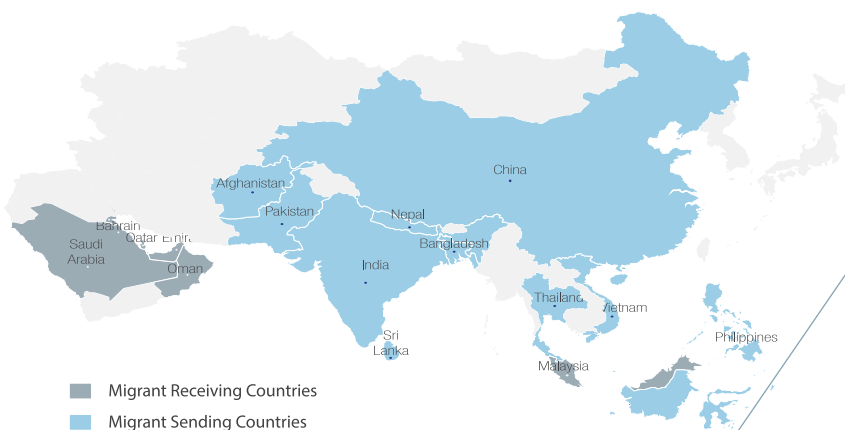 China
Afghanistan
Pakistan
Nepal
Bahrain
Qatar
Saudi
Arabia
Oman
Bangladesh
India
Thailand
Vietnam
Sri
Lanka
Philippines
Malaysia
Migrant Receiving Countries
Migrant Sending Countries